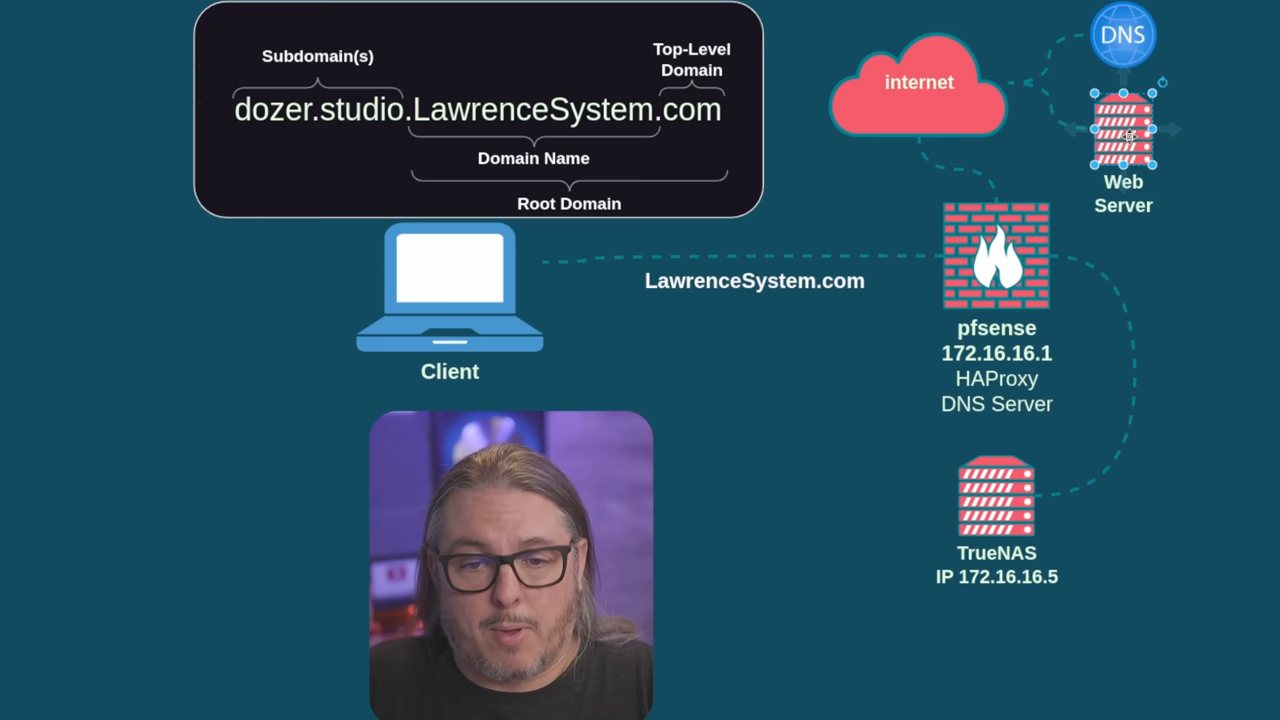 Subdomain(s)
Top-Level
Domain
dozer.studio.LawrenceSystem.com
Domain Name
Root Domain
internet
DNS
Web
Server
LawrenceSystem.com
Client
pfsense
172.16.16.1
HAProxy
DNS Server
TrueNAS
IP 172.16.16.5